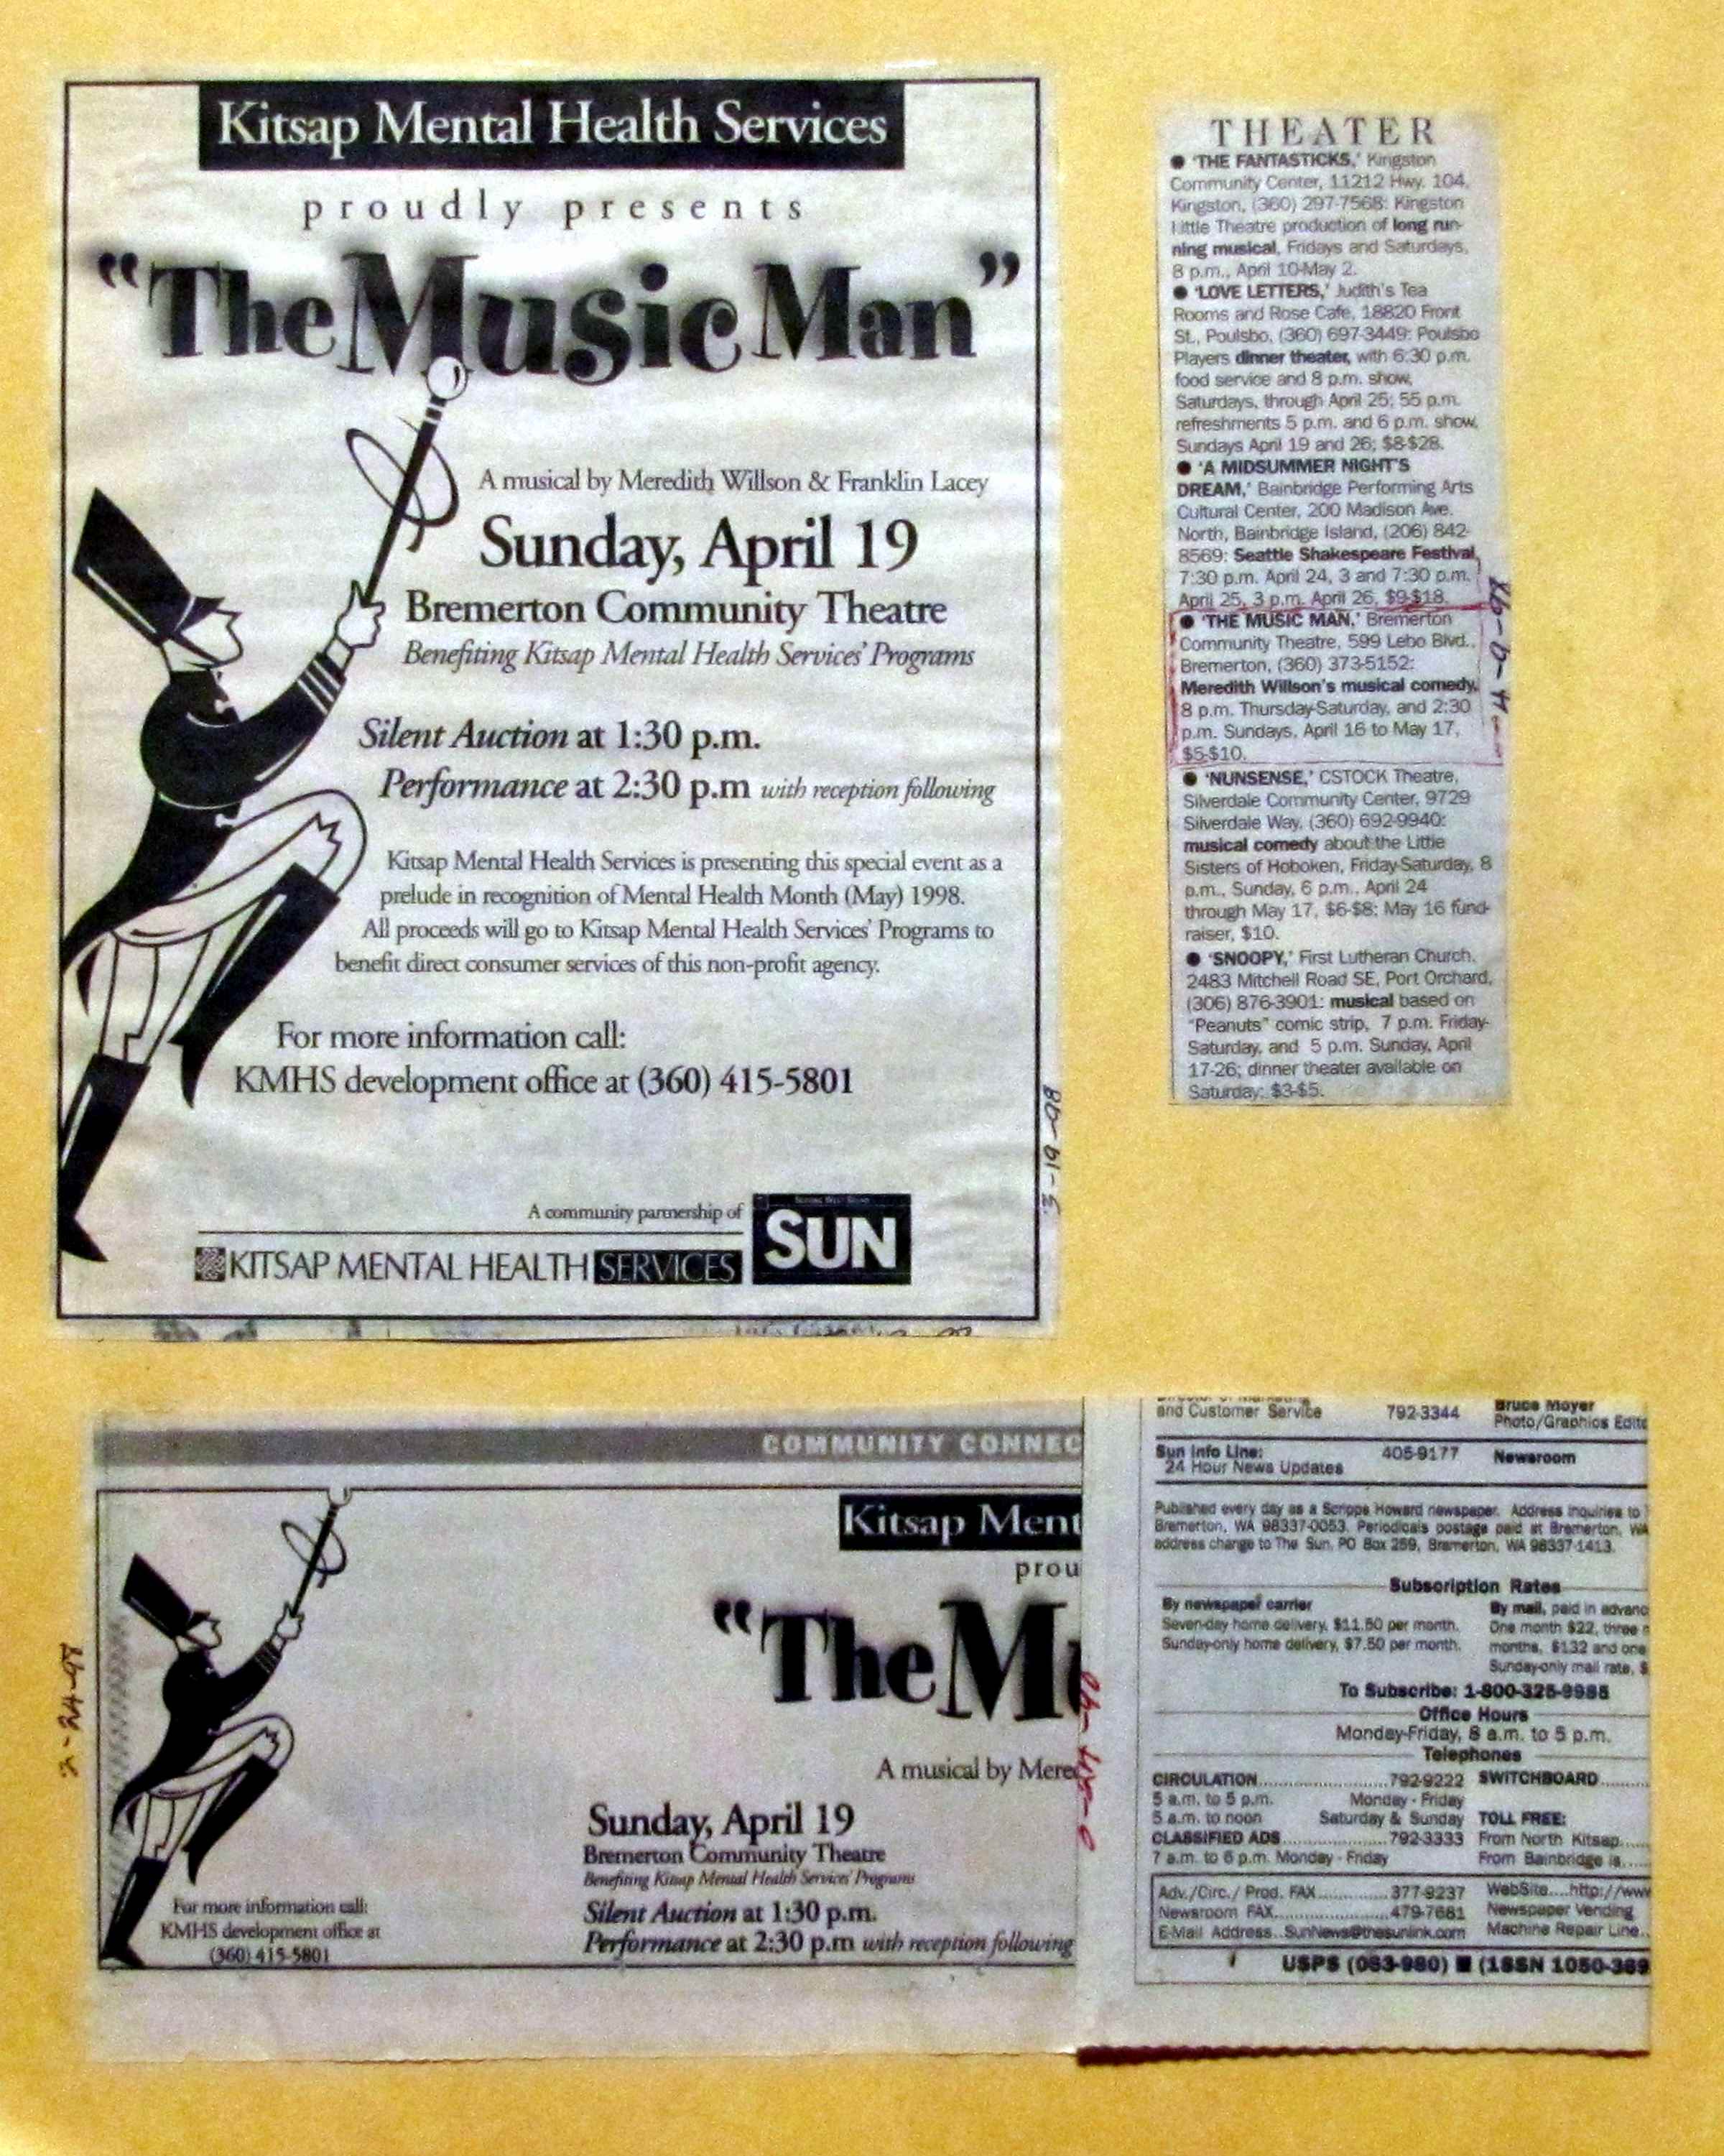 Kitsap Mental Health Services
proudly presents
"The Music Man"
A musical by Meredith Willson & Franklin Lacey
Sunday, April 19
Bremerton Community Theatre
Benefiting Kitsap Mental Health Services' Programs
Silent Auction at 1:30 p.m.
Performance at 2:30 p.m with reception following
Kitsap Mental Health Services is presenting this special event as a
prelude in recognition of Mental Health Month (May) 1998.
All proceeds will go to Kitsap Mental Health Services' Programs to
benefit direct consumer services of this non-profit agency.
For more information call:
KMHS development office at (360) 415-5801
A community partnership of
KITSAP MENTAL HEALTH SERVICES
SUN
3-19-98
THEATER
● 'THE FANTASTICKS,' Kingston
Community Center, 11212 Hwy. 104,
Kingston, (360) 297-7568: Kingston
Little Theatre production of long run-
ning musical, Fridays and Saturdays,
8 p.m., April 10-May 2.
● 'LOVE LETTERS,' Judith's Tea
Rooms and Rose Cafe, 18820 Front
St., Poulsbo, (360) 697-3449: Poulsbo
Players dinner theater, with 6:30 p.m.
food service and 8 p.m. show,
Saturdays, through April 25; 55 p.m.
refreshments 5 p.m. and 6 p.m. show,
Sundays April 19 and 26; $8-$28.
● 'A MIDSUMMER NIGHT'S
DREAM,' Bainbridge Performing Arts
Cultural Center, 200 Madison Ave.
North, Bainbridge Island, (206) 842-
8569: Seattle Shakespeare Festival,
7:30 p.m. April 24, 3 and 7:30 p.m.
April 25, 3 p.m. April 26, $9-$18.
● 'THE MUSIC MAN,' Bremerton
Community Theatre, 599 Lebo Blvd.,
Bremerton, (360) 373-5152:
Meredith Willson's musical comedy,
8 p.m. Thursday-Saturday, and 2:30
p.m. Sundays, April 16 to May 17,
$5-$10.
● 'NUNSENSE,' CSTOCK Theatre,
Silverdale Community Center, 9729
Silverdale Way, (360) 692-9940:
musical comedy about the Little
Sisters of Hoboken, Friday-Saturday, 8
p.m., Sunday, 6 p.m., April 24
through May 17, $6-$8; May 16 fund-
raiser, $10.
● 'SNOOPY,' First Lutheran Church,
2483 Mitchell Road SE, Port Orchard,
(306) 876-3901: musical based on
"Peanuts" comic strip, 7 p.m. Friday-
Saturday, and 5 p.m. Sunday, April
17-26; dinner theater available on
Saturday; $3-$5.
COMMUNITY CONNEC
Kitsap Ment
prou
"The Mu
A musical by Mere
Sunday, April 19
Bremerton Community Theatre
Benefiting Kitsap Mental Health Services' Programs
Silent Auction at 1:30 p.m.
Performance at 2:30 p.m with reception following
For more information call:
KMHS development office at
(360) 415-5801
and Customer Service 792-3344
Bruce Moyer
Photo/Graphics Edit
Sun Info Line: 405-9177
24 Hour News Updates
Newsroom
Published every day as a Scripps Howard newspaper. Address inquiries to
Bremerton, WA 98337-0053. Periodicals postage paid at Bremerton, WA
address change to The Sun, PO Box 259, Bremerton, WA 98337-1413.
Subscription Rates
By newspaper carrier
Seven-day home delivery, $11.50 per month.
Sunday-only home delivery, $7.50 per month.
By mail, paid in advanc
One month $22, three
months, $132 and one
Sunday-only mail rate, $
To Subscribe: 1-800-325-9985
Office Hours
Monday-Friday, 8 a.m. to 5 p.m.
Telephones
CIRCULATION 792-9222
5 a.m. to 5 p.m. Monday - Friday
5 a.m. to noon Saturday & Sunday
CLASSIFIED ADS 792-3333
7 a.m. to 6 p.m. Monday - Friday
SWITCHBOARD
TOLL FREE:
From North Kitsap
From Bainbridge Is.
Adv./Circ./ Prod. FAX 377-9237
Newsroom FAX 479-7681
E-Mail Address..SunNews@thesunlink.com
WebSite....http://www
Newspaper Vending
Machine Repair Line
USPS (083-980) ■ (ISSN 1050-369